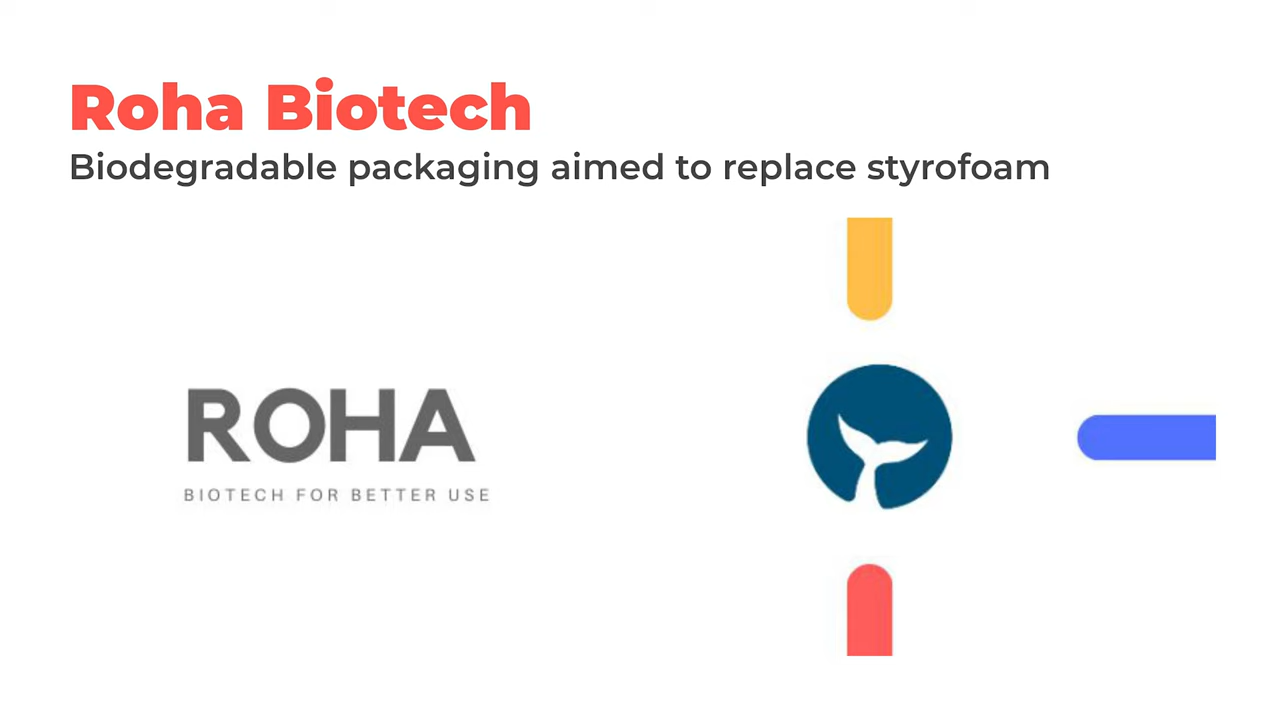 Roha Biotech
Biodegradable packaging aimed to replace styrofoam
ROHA
BIOTECH FOR BETTER USE